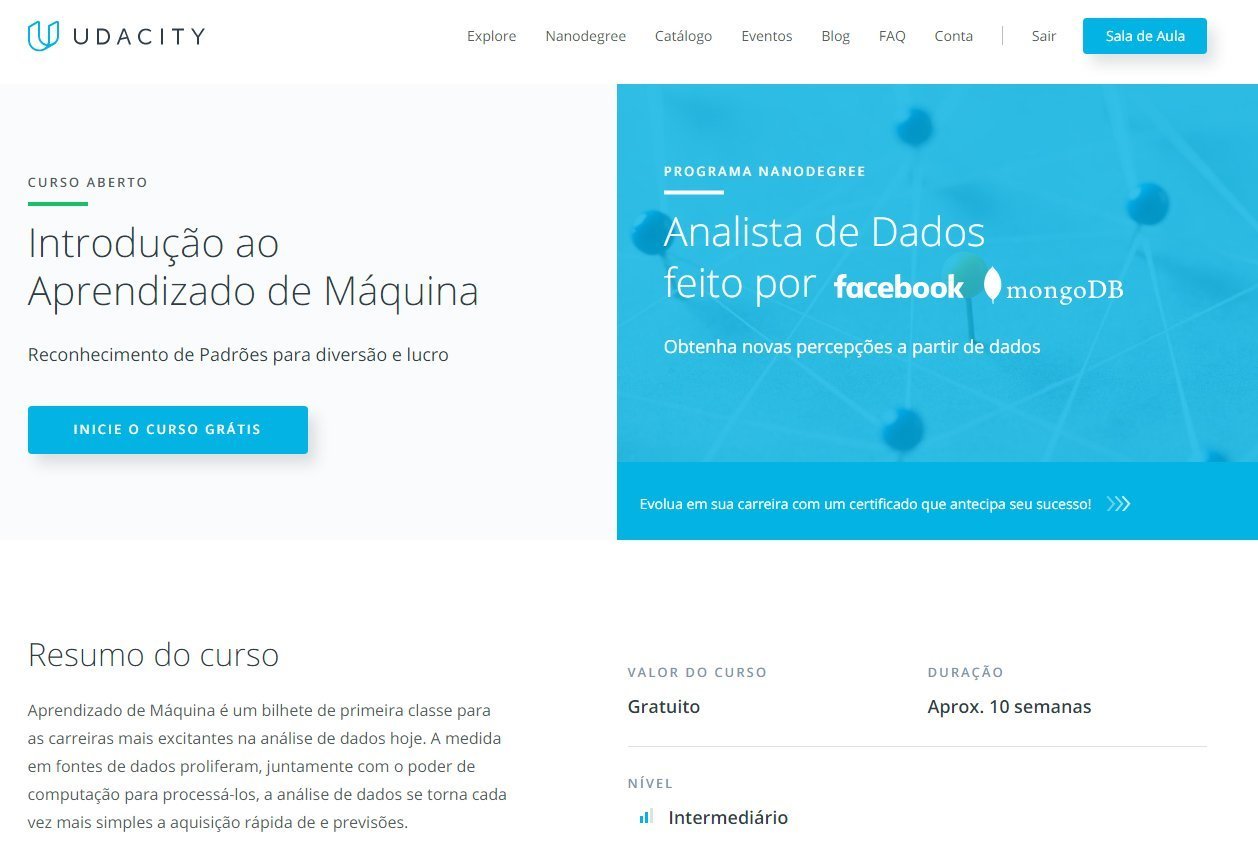 UDACITY
Explore Nanodegree Catálogo Eventos Blog FAQ Conta Sair Sala de Aula
CURSO ABERTO
Introdução ao
Aprendizado de Máquina
Reconhecimento de Padrões para diversão e lucro
INICIE O CURSO GRÁTIS
PROGRAMA NANODEGREE
Analista de Dados
feito por facebook mongoDB
Obtenha novas percepções a partir de dados
Evolua em sua carreira com um certificado que antecipa seu sucesso!
Resumo do curso
Aprendizado de Máquina é um bilhete de primeira classe para
as carreiras mais excitantes na análise de dados hoje. A medida
em fontes de dados proliferam, juntamente com o poder de
computação para processá-los, a análise de dados se torna cada
vez mais simples a aquisição rápida de e previsões.
VALOR DO CURSO
Gratuito
DURAÇÃO
Aprox. 10 semanas
NÍVEL
Intermediário